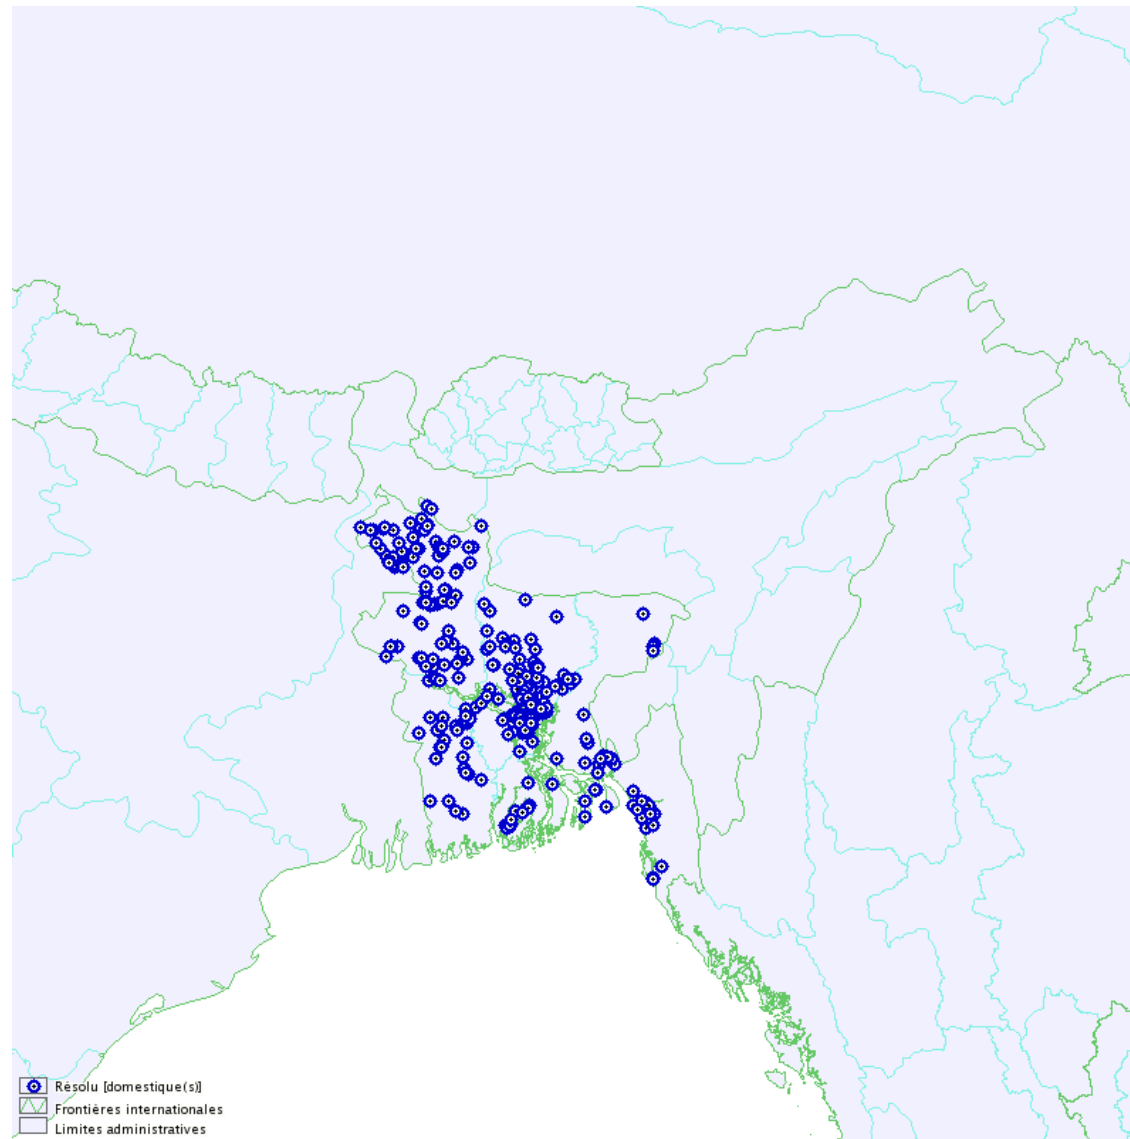 Résolu [domestique(s)]
Frontières internationales
Limites administratives